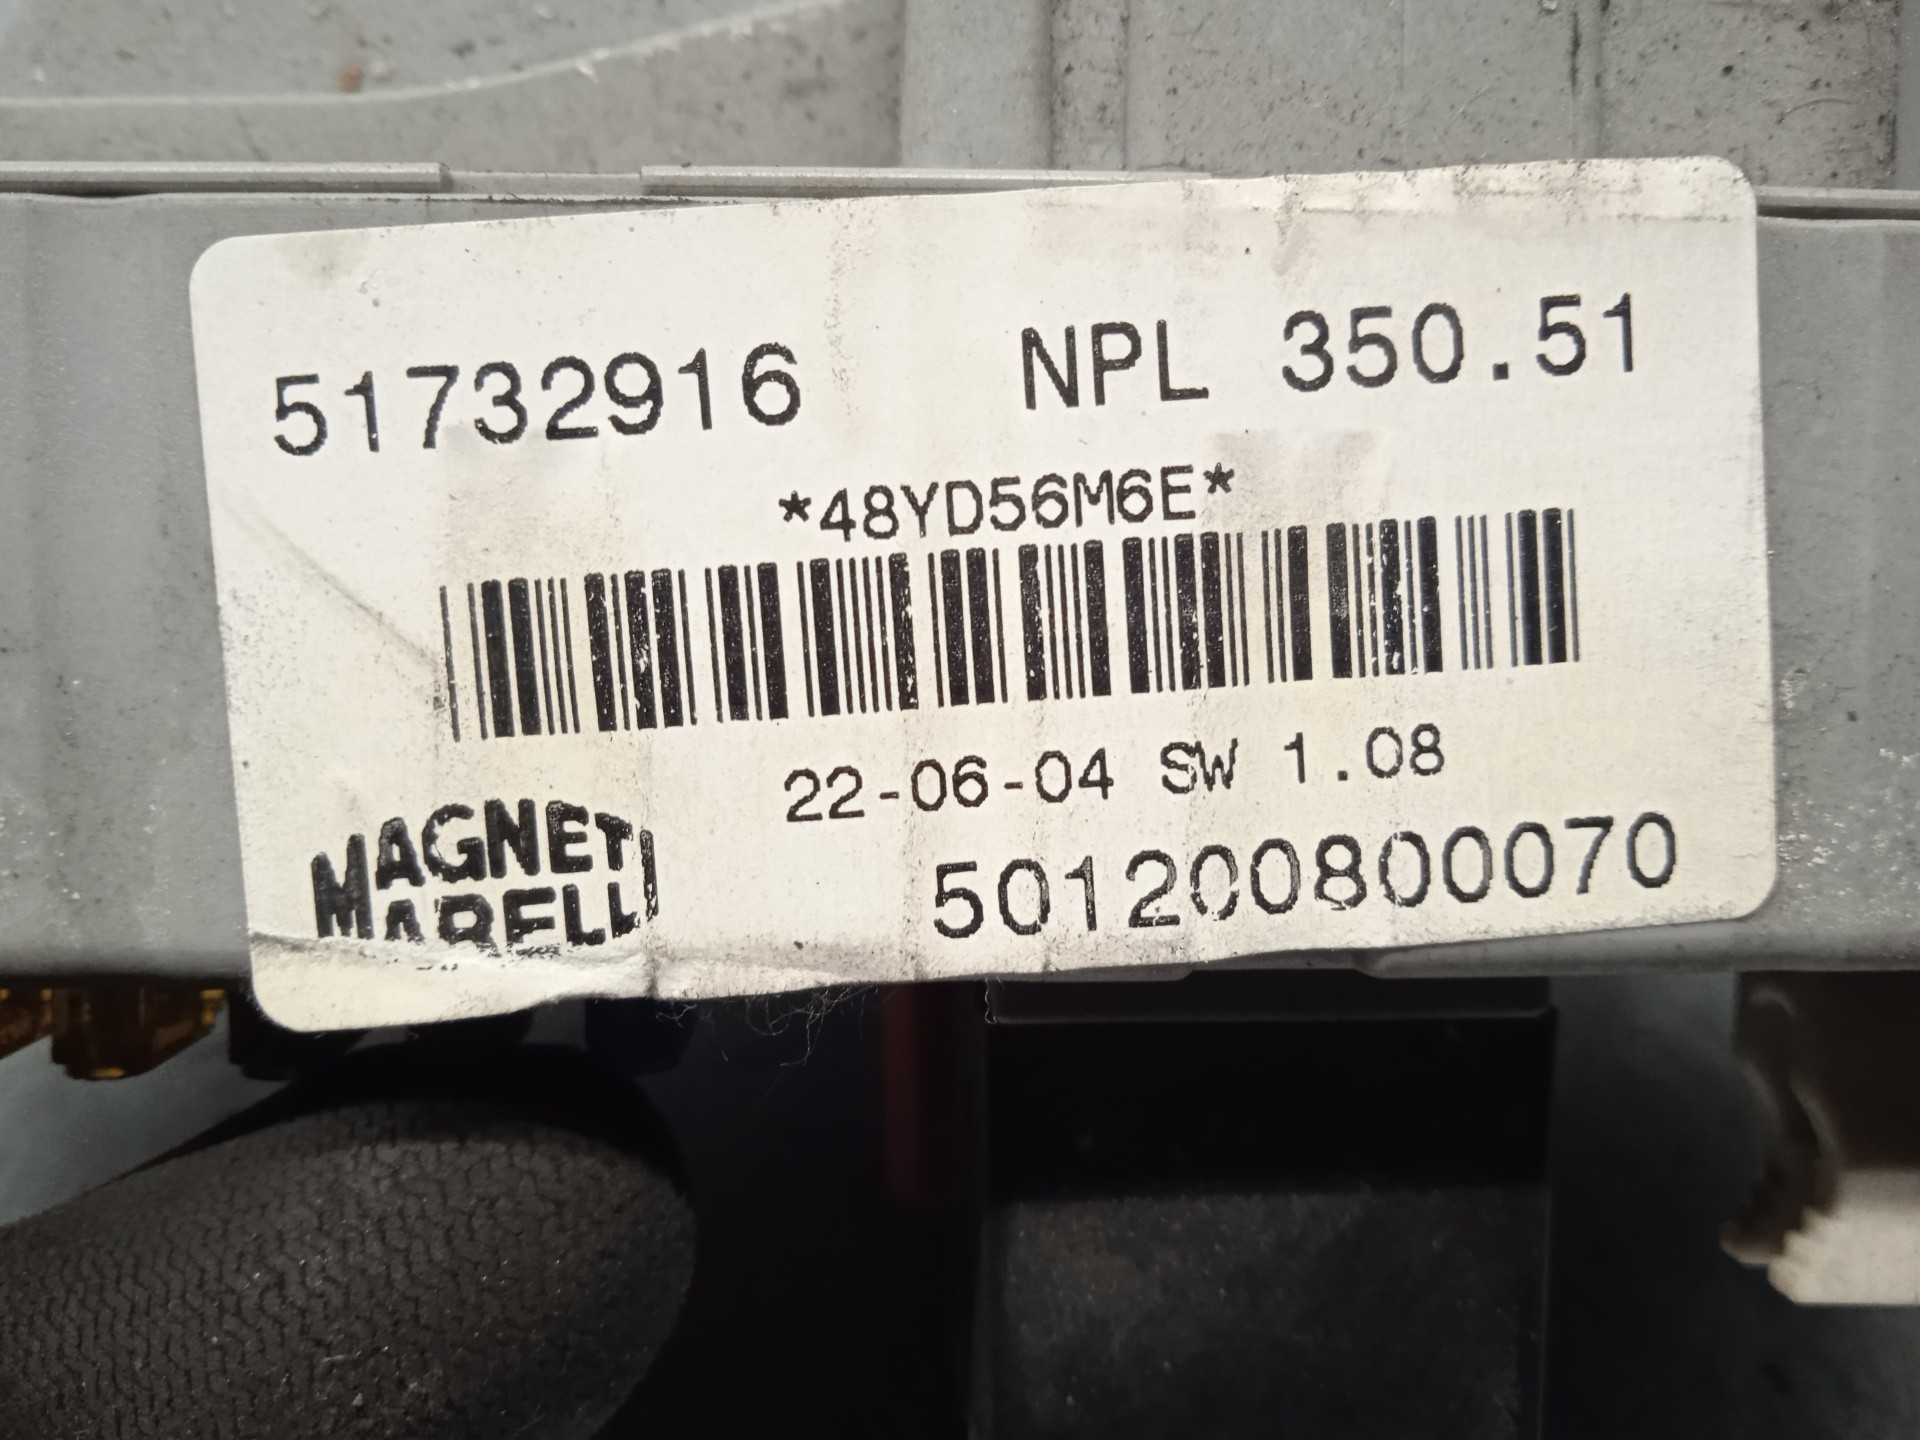 51732916 NPL 350.51
*48YD56M6E*
22-06-04 SW 1.08
501200800070
MAGNETI
MARELLI